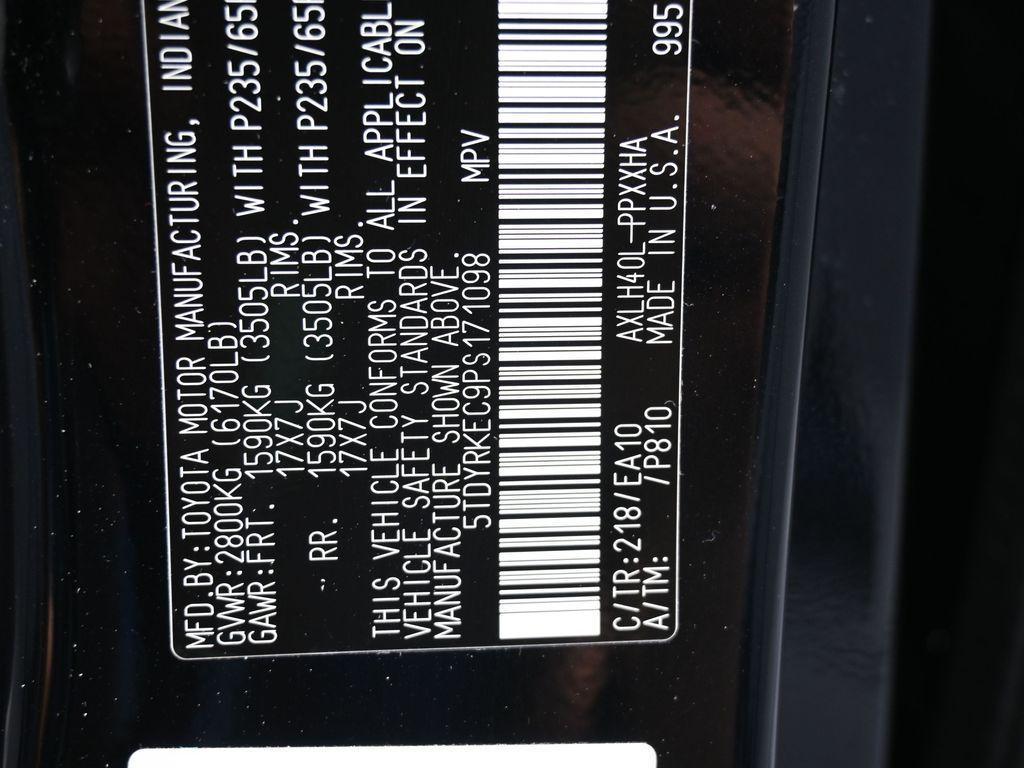 MFD.BY:TOYOTA MOTOR MANUFACTURING, INDIAN
GVWR:2800KG (6170LB)
GAWR:FRT. 1590KG (3505LB) WITH P235/65
17X7J RIMS.
RR. 1590KG (3505LB) WITH P235/65
17X7J RIMS.
THIS VEHICLE CONFORMS TO ALL APPLICABL
VEHICLE SAFETY STANDARDS IN EFFECT ON
MANUFACTURE SHOWN ABOVE.
5TDYRKEC9PS171098 MPV
C/TR:218/EA10 AXLH40L-PPXXHA
A/TM: /P810 MADE IN U.S.A. 995